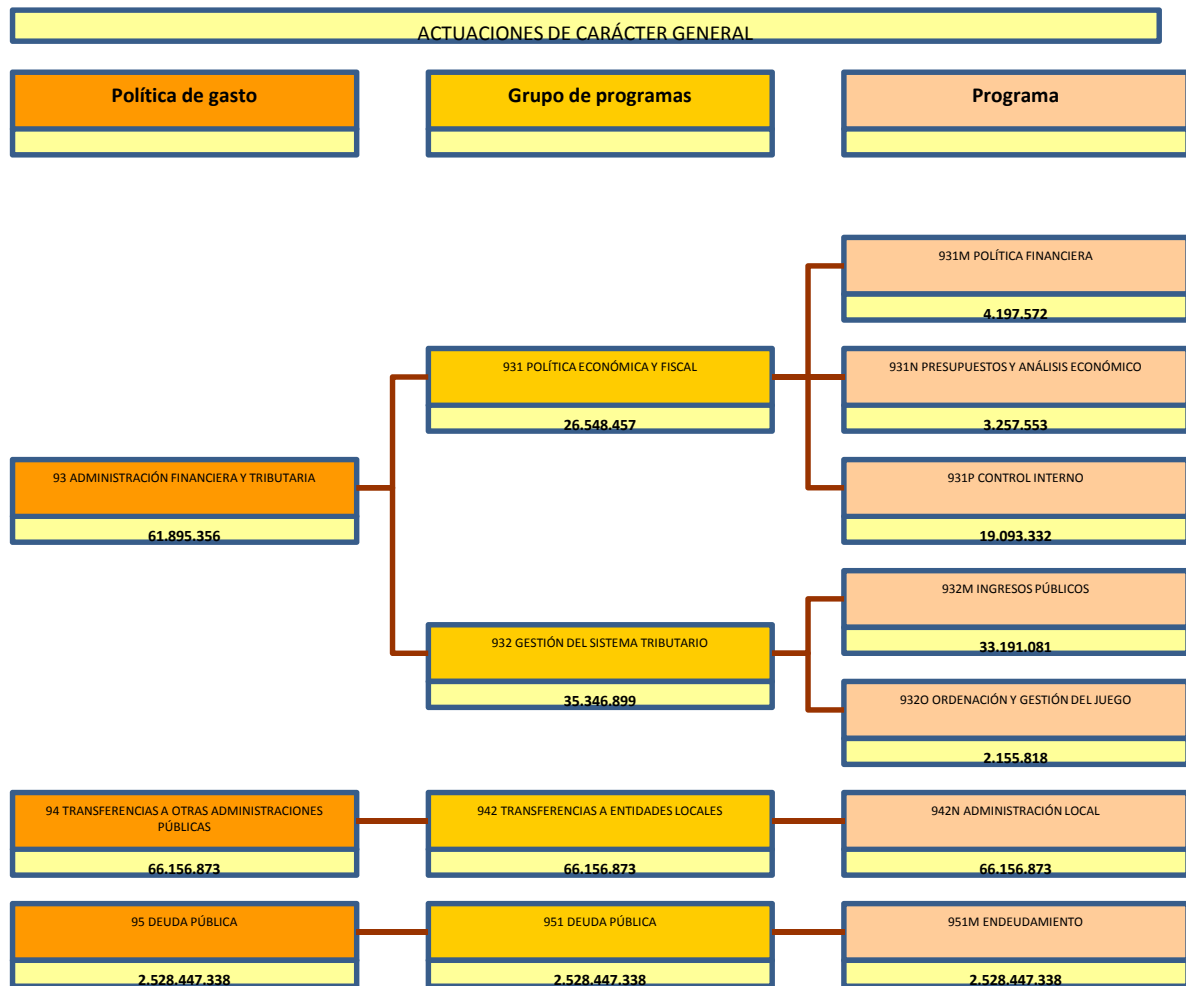 ACTUACIONES DE CARÁCTER GENERAL
Política de gasto
Grupo de programas
Programa
931M POLÍTICA FINANCIERA
4.197.572
931 POLÍTICA ECONÓMICA Y FISCAL
26.548.457
931N PRESUPUESTOS Y ANÁLISIS ECONÓMICO
3.257.553
93 ADMINISTRACIÓN FINANCIERA Y TRIBUTARIA
61.895.356
931P CONTROL INTERNO
19.093.332
932M INGRESOS PÚBLICOS
33.191.081
932 GESTIÓN DEL SISTEMA TRIBUTARIO
35.346.899
932O ORDENACIÓN Y GESTIÓN DEL JUEGO
2.155.818
94 TRANSFERENCIAS A OTRAS ADMINISTRACIONES
PÚBLICAS
66.156.873
942 TRANSFERENCIAS A ENTIDADES LOCALES
66.156.873
942N ADMINISTRACIÓN LOCAL
66.156.873
95 DEUDA PÚBLICA
2.528.447.338
951 DEUDA PÚBLICA
2.528.447.338
951M ENDEUDAMIENTO
2.528.447.338